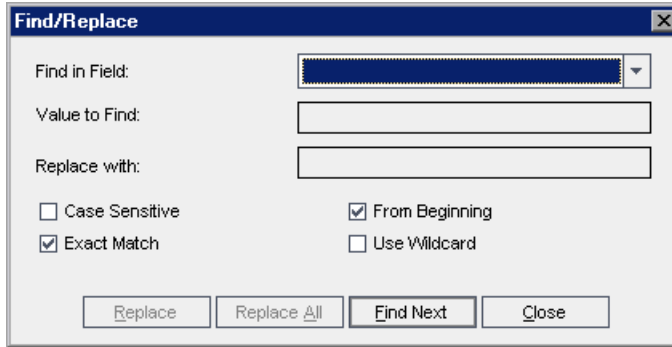 Find/Replace
Find in Field:
Value to Find:
Replace with:
Case Sensitive From Beginning
Exact Match Use Wildcard
Replace Replace All Find Next Close